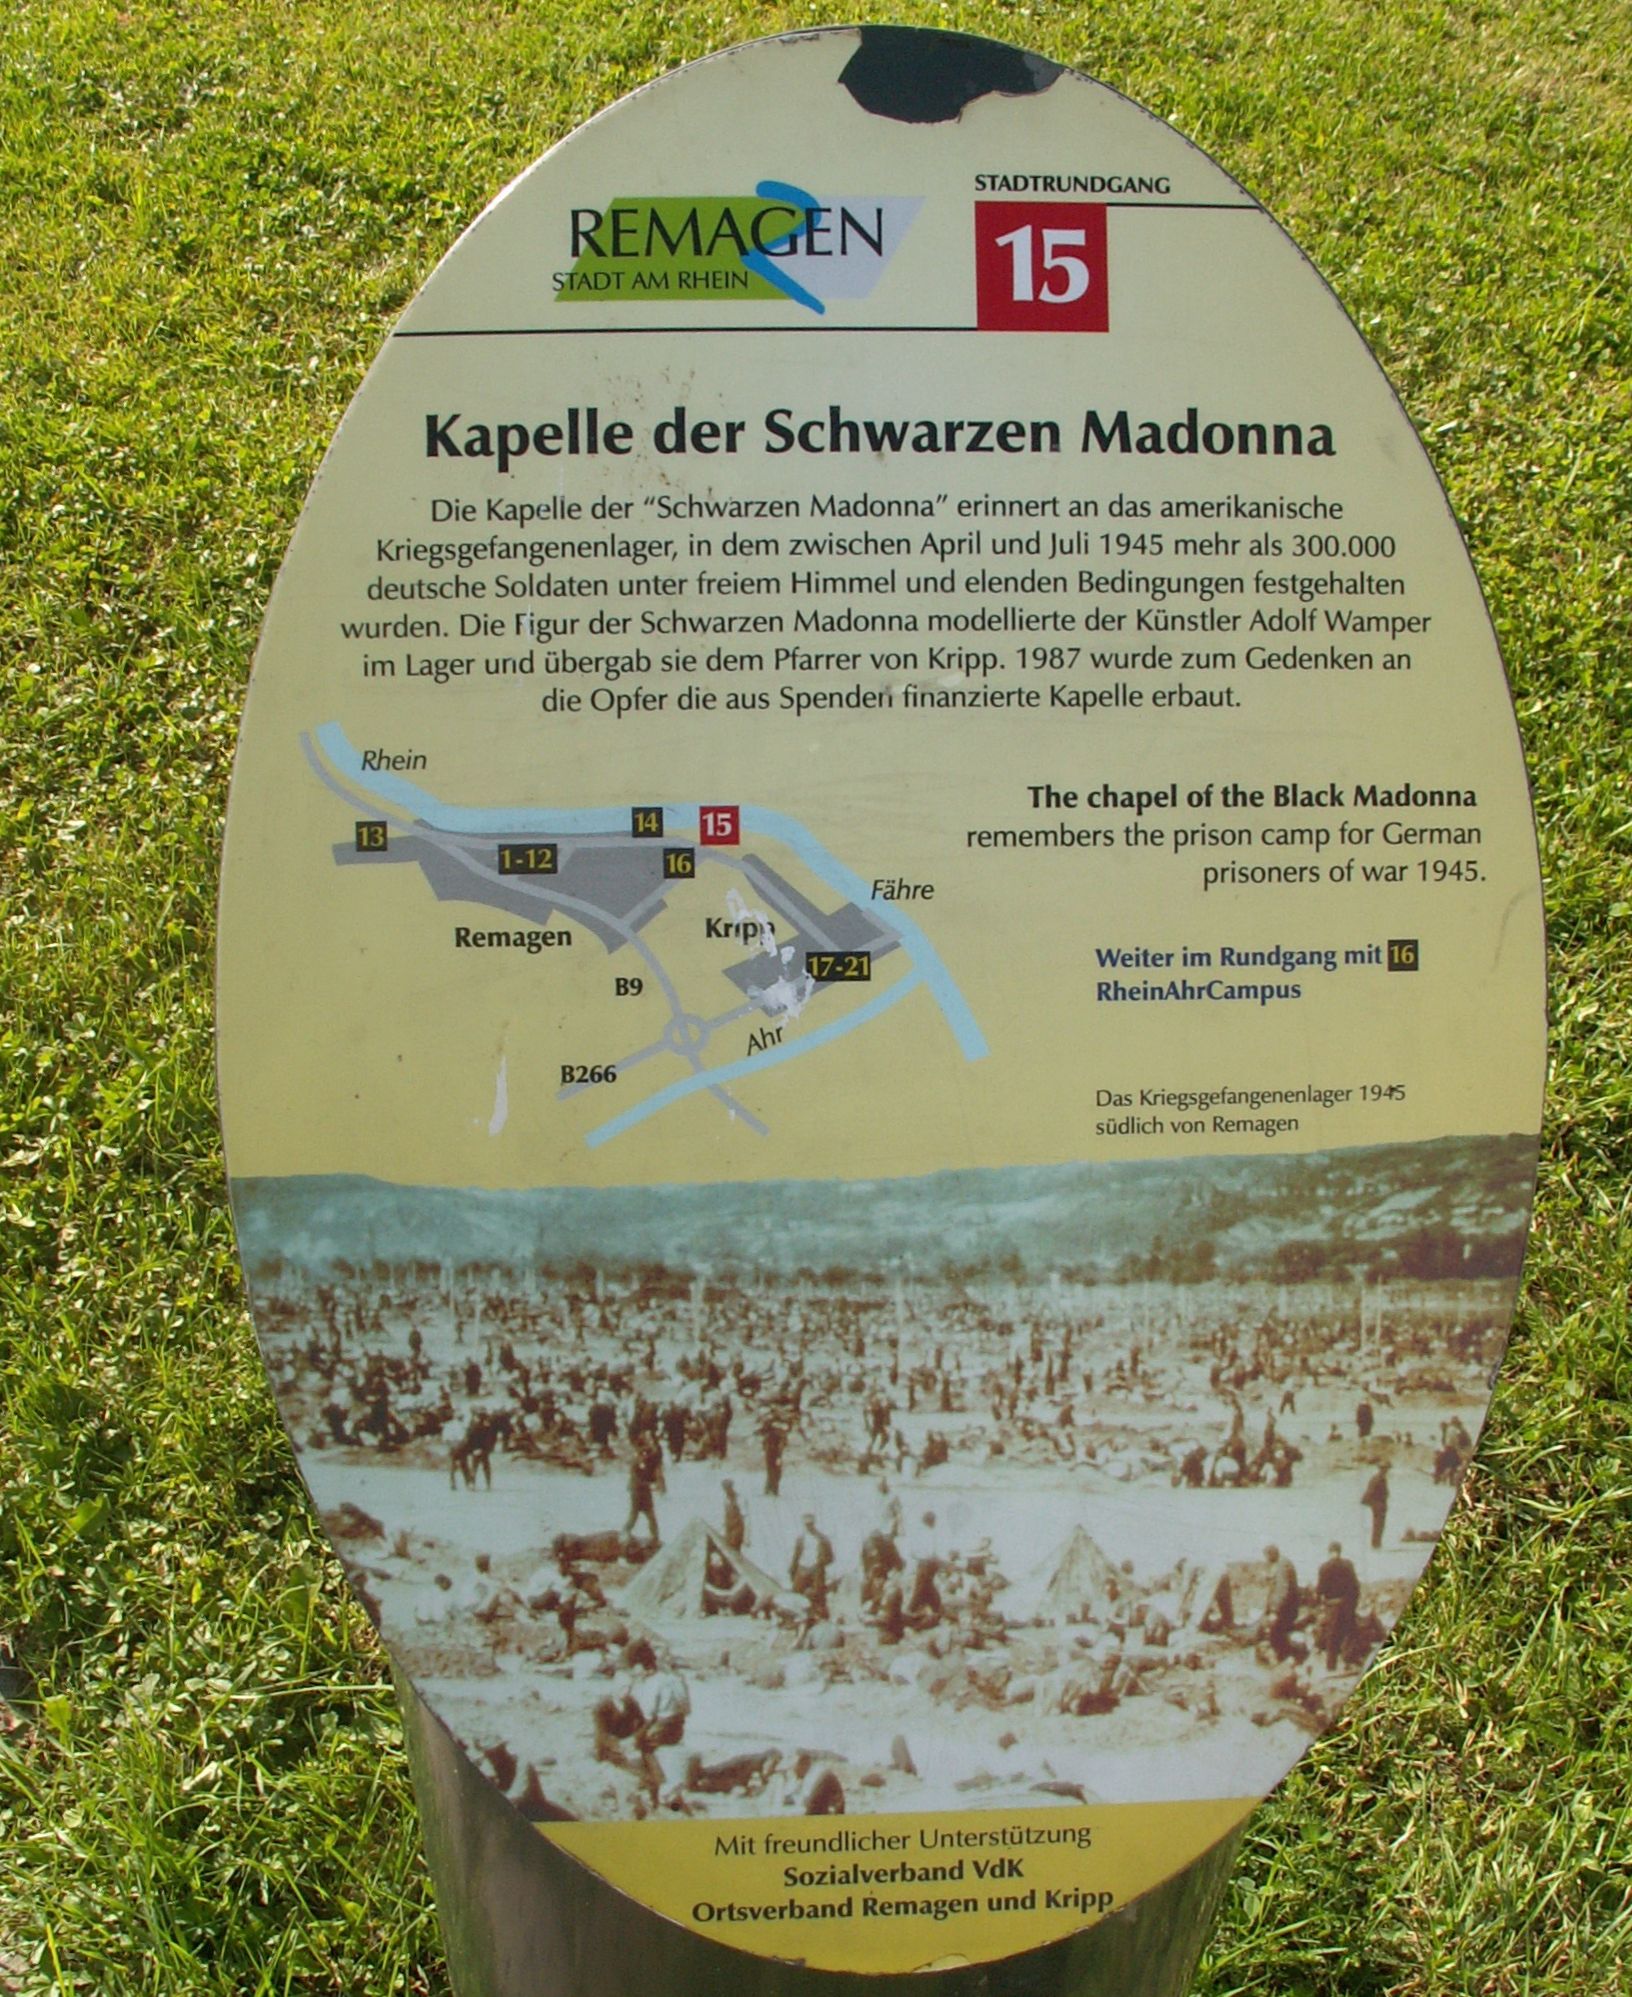 STADTRUNDGANG
REMAGEN
STADT AM RHEIN
15
Kapelle der Schwarzen Madonna
Die Kapelle der “Schwarzen Madonna” erinnert an das amerikanische
Kriegsgefangenenlager, in dem zwischen April und Juli 1945 mehr als 300.000
deutsche Soldaten unter freiem Himmel und elenden Bedingungen festgehalten
wurden. Die Figur der Schwarzen Madonna modellierte der Künstler Adolf Wamper
im Lager und übergab sie dem Pfarrer von Kripp. 1987 wurde zum Gedenken an
die Opfer die aus Spenden finanzierte Kapelle erbaut.
Rhein
13
1-12
14
15
16
Fähre
Remagen
Kripp
17-21
B9
Ahr
B266
The chapel of the Black Madonna
remembers the prison camp for German
prisoners of war 1945.
Weiter im Rundgang mit 16
RheinAhrCampus
Das Kriegsgefangenenlager 1945
südlich von Remagen
Mit freundlicher Unterstützung
Sozialverband VdK
Ortsverband Remagen und Kripp